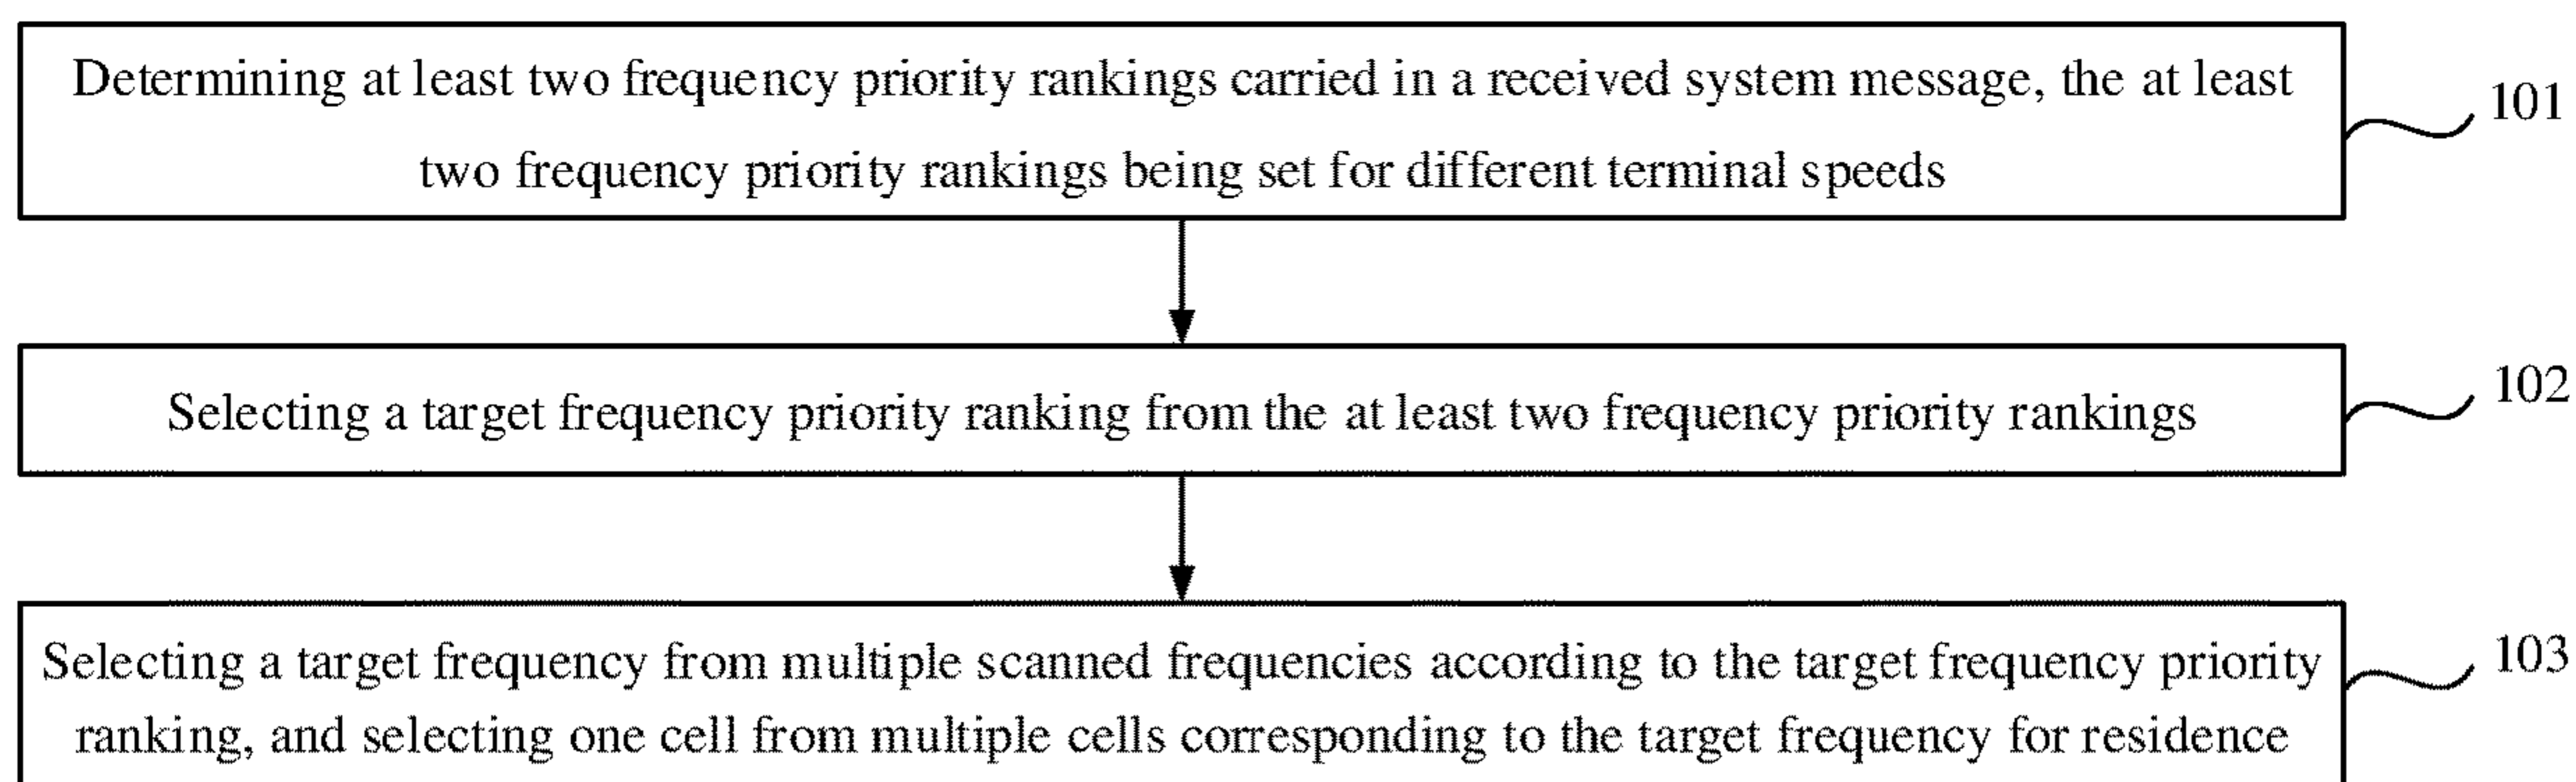 Determining at least two frequency priority rankings carried in a received system message, the at least
two frequency priority rankings being set for different terminal speeds
101
Selecting a target frequency priority ranking from the at least two frequency priority rankings
102
Selecting a target frequency from multiple scanned frequencies according to the target frequency priority
ranking, and selecting one cell from multiple cells corresponding to the target frequency for residence
103